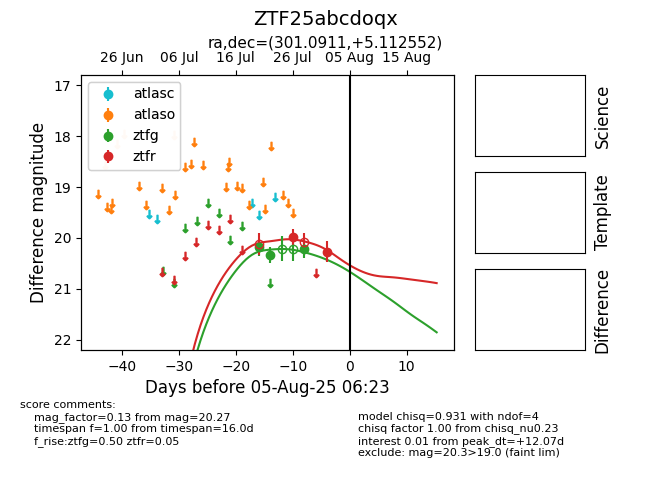 ZTF25abcdoqx
ra,dec=(301.0911,+5.112552)
26 Jun 06 Jul 16 Jul 26 Jul 05 Aug 15 Aug
atlasc
atlaso
ztfg
ztfr
17
18
19
20
21
22
Difference magnitude
−40 −30 −20 −10 0 10
Days before 05-Aug-25 06:23
Science
Template
Difference
score comments:
mag_factor=0.13 from mag=20.27
timespan f=1.00 from timespan=16.0d
f_rise:ztfg=0.50 ztfr=0.05
model chisq=0.931 with ndof=4
chisq factor 1.00 from chisq_nu0.23
interest 0.01 from peak_dt=+12.07d
exclude: mag=20.3>19.0 (faint lim)